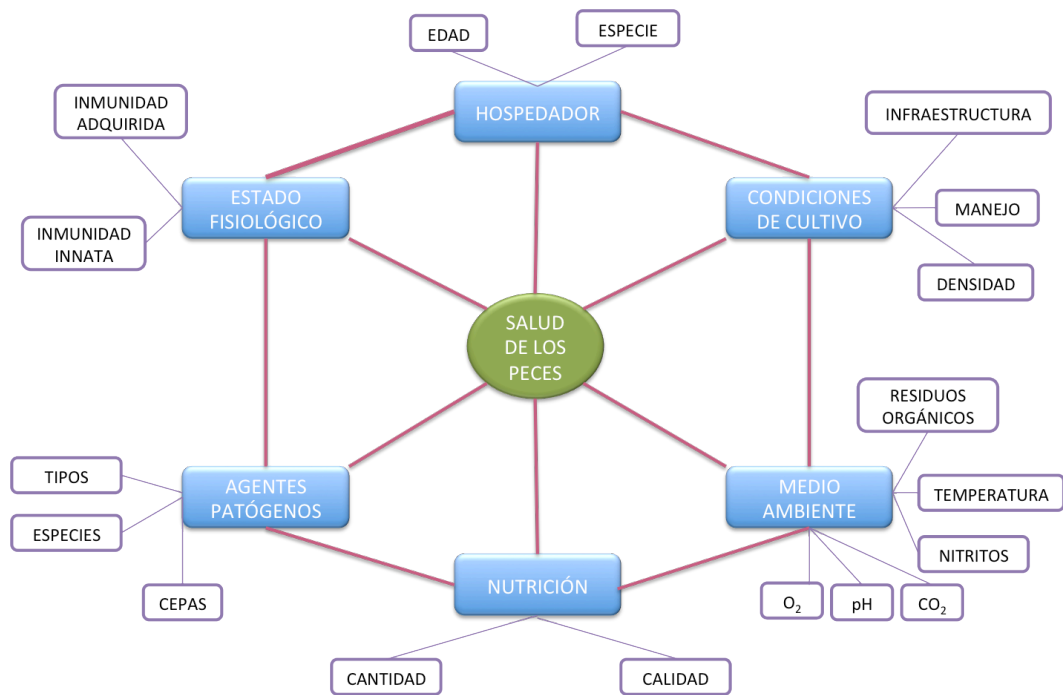 EDAD
ESPECIE
HOSPEDADOR
INMUNIDAD
ADQUIRIDA
INFRAESTRUCTURA
ESTADO
FISIOLÓGICO
CONDICIONES
DE CULTIVO
MANEJO
INMUNIDAD
INNATA
DENSIDAD
SALUD
DE LOS
PECES
RESIDUOS
ORGÁNICOS
TIPOS
AGENTES
PATÓGENOS
MEDIO
AMBIENTE
TEMPERATURA
ESPECIES
NITRITOS
CEPAS
NUTRICIÓN
O₂
pH
CO₂
CANTIDAD
CALIDAD